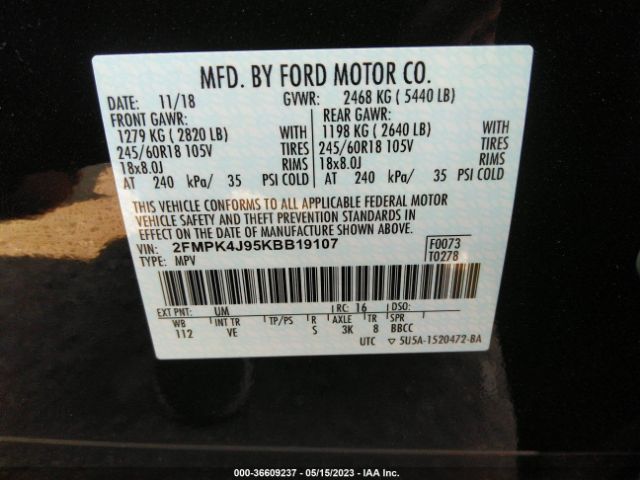 MFD. BY FORD MOTOR CO.
DATE: 11/18 GVWR: 2468 KG ( 5440 LB)
FRONT GAWR: REAR GAWR:
1279 KG ( 2820 LB) WITH 1198 KG ( 2640 LB) WITH
245/60R18 105V TIRES 245/60R18 105V TIRES
18x8.0J RIMS 18x8.0J RIMS
AT 240 kPa/ 35 PSI COLD AT 240 kPa/ 35 PSI COLD
THIS VEHICLE CONFORMS TO ALL APPLICABLE FEDERAL MOTOR
VEHICLE SAFETY AND THEFT PREVENTION STANDARDS IN
EFFECT ON THE DATE OF MANUFACTURE SHOWN ABOVE.
VIN: 2FMPK4J95KBB19107 F0073
TYPE: MPV T0278
EXT PNT: UM RC: 16 DSO:
WB INT TR TP/PS R AXLE TR SPR
112 VE S 3K 8 BBCC
UTC ▽ 5U5A-1520472-BA
000-36609237 - 05/15/2023 - IAA Inc.